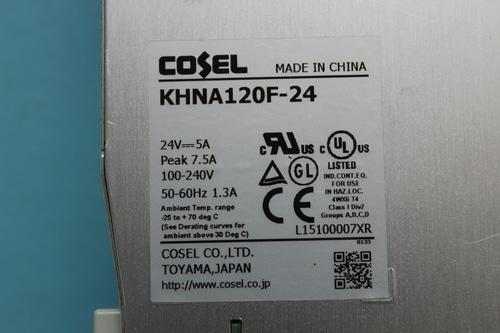 COSEL MADE IN CHINA
KHNA120F-24
24V⎓5A
Peak 7.5A
100-240V
50-60Hz 1.3A
Ambient Temp. range
-25 to + 70 deg C
(See Derating curves for
ambient above 30 Deg C)
c RU US
c UL US
LISTED
IND.CONT.EQ.
FOR USE
IN HAZ.LOC.
4WX6 T4
Class I Div2
Groups A,B,C,D
GL
CE
L15100007XR
0133
COSEL CO.,LTD.
TOYAMA,JAPAN
http://www.cosel.co.jp